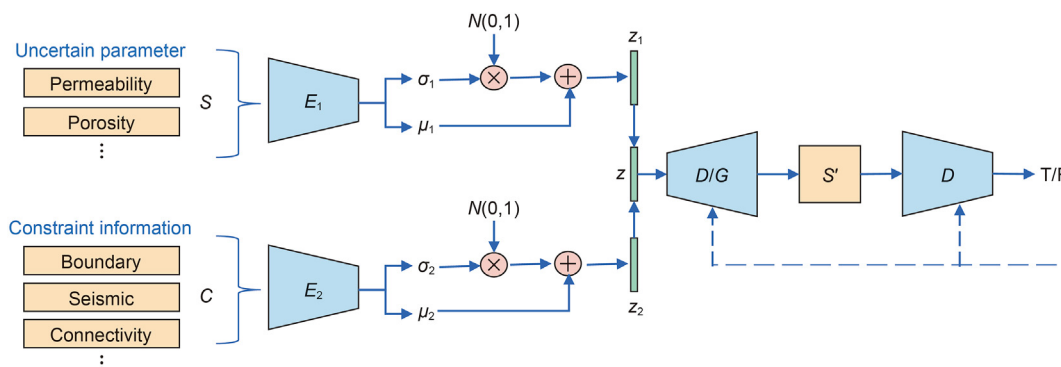 Uncertain parameter
Permeability
Porosity
S
E1
N(0,1)
σ1
μ1
z1
z
D/G
S'
D
T/F
Constraint information
Boundary
Seismic
Connectivity
C
E2
N(0,1)
σ2
μ2
z2